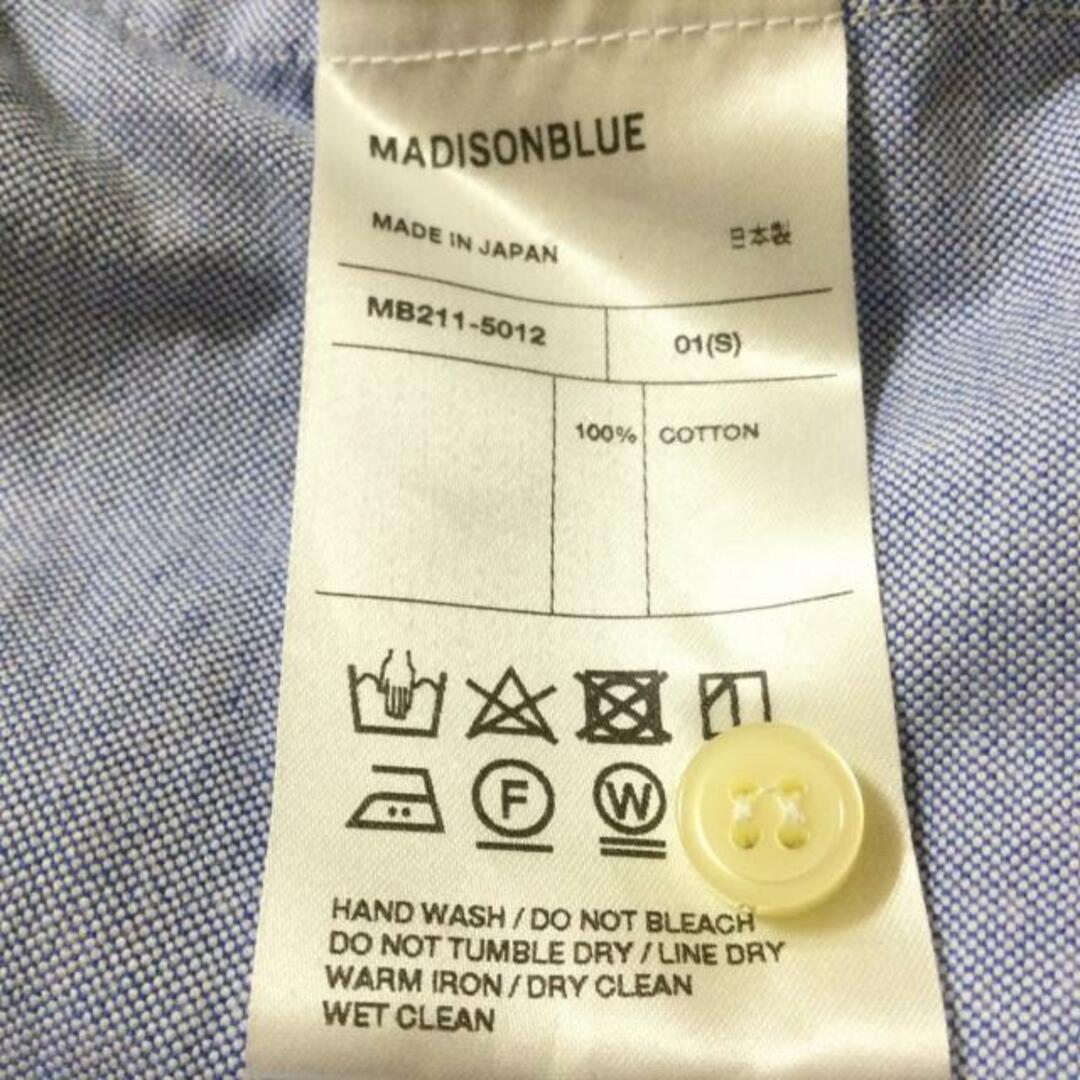 MADISONBLUE
MADE IN JAPAN 日本製
MB211-5012 01(S)
100% COTTON
F W
HAND WASH / DO NOT BLEACH
DO NOT TUMBLE DRY / LINE DRY
WARM IRON / DRY CLEAN
WET CLEAN